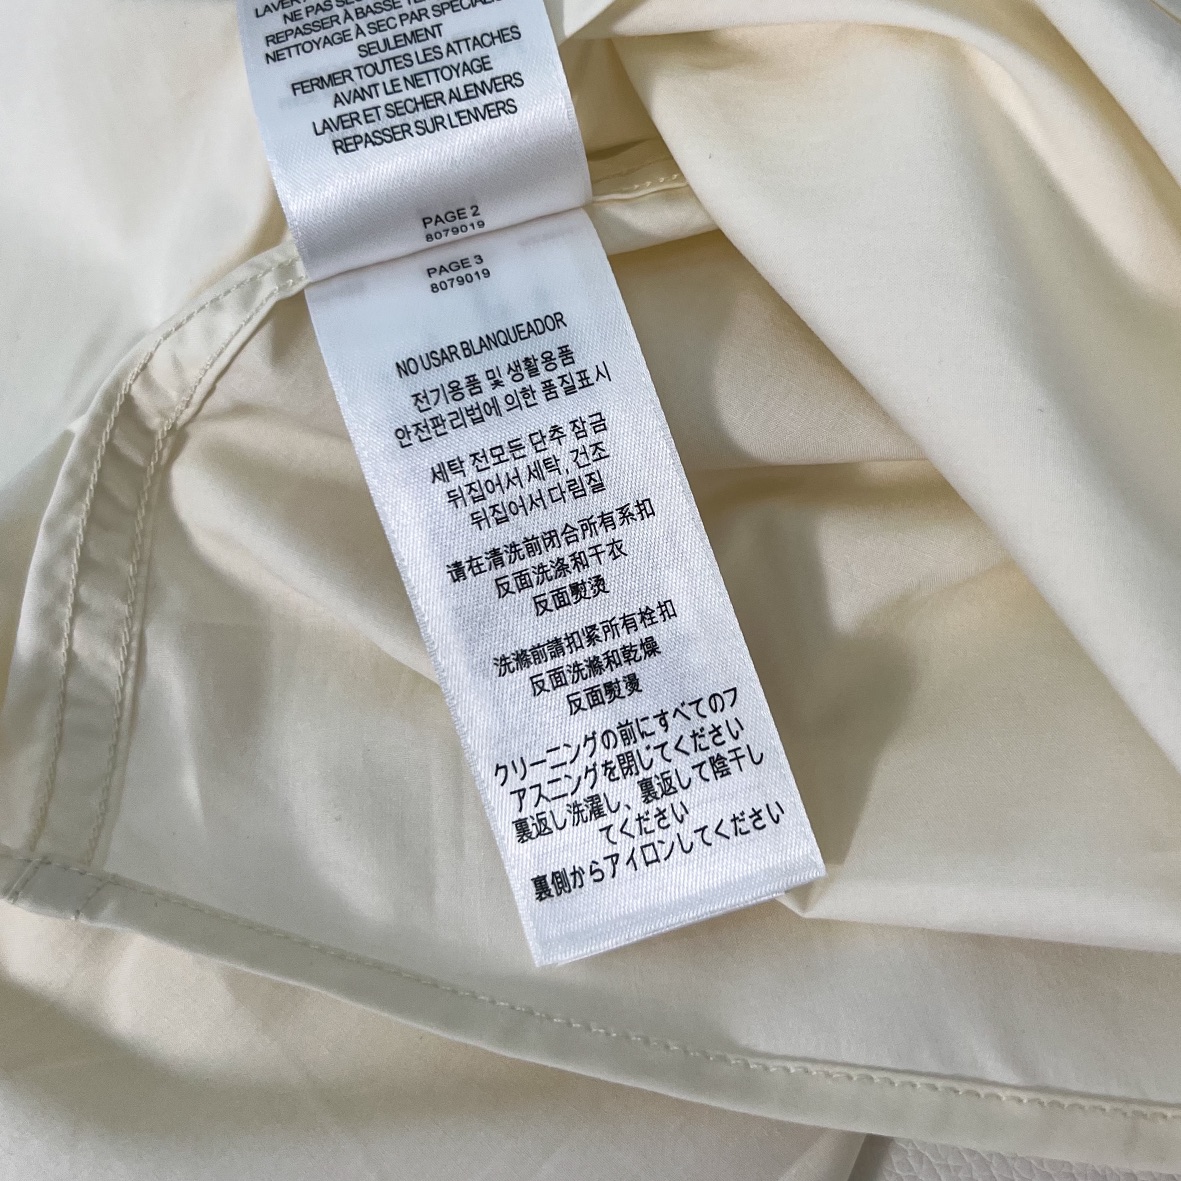 LAVER
NE PAS
REPASSER À BASSE
NETTOYAGE À SEC PAR
SEULEMENT
FERMER TOUTES LES ATTACHES
AVANT LE NETTOYAGE
LAVER ET SECHER ALENVERS
REPASSER SUR L'ENVERS
PAGE 2
8079019
PAGE 3
8079019
NO USAR BLANQUEADOR
전기용품 및 생활용품
안전판리법에 의한 품질표시
세탁 전모든 단추 잠금
뒤집어서 세탁, 건조
뒤집어서 다림질
请在清洗前闭合所有系扣
反面洗涤和干衣
反面熨烫
洗滌前請扣紧所有栓扣
反面洗滌和乾燥
反面熨燙
クリーニングの前にすべてのフ
アスニングを閉じてください
裏返し洗濯し、裏返して陰干し
てください
裏側からアイロンしてください